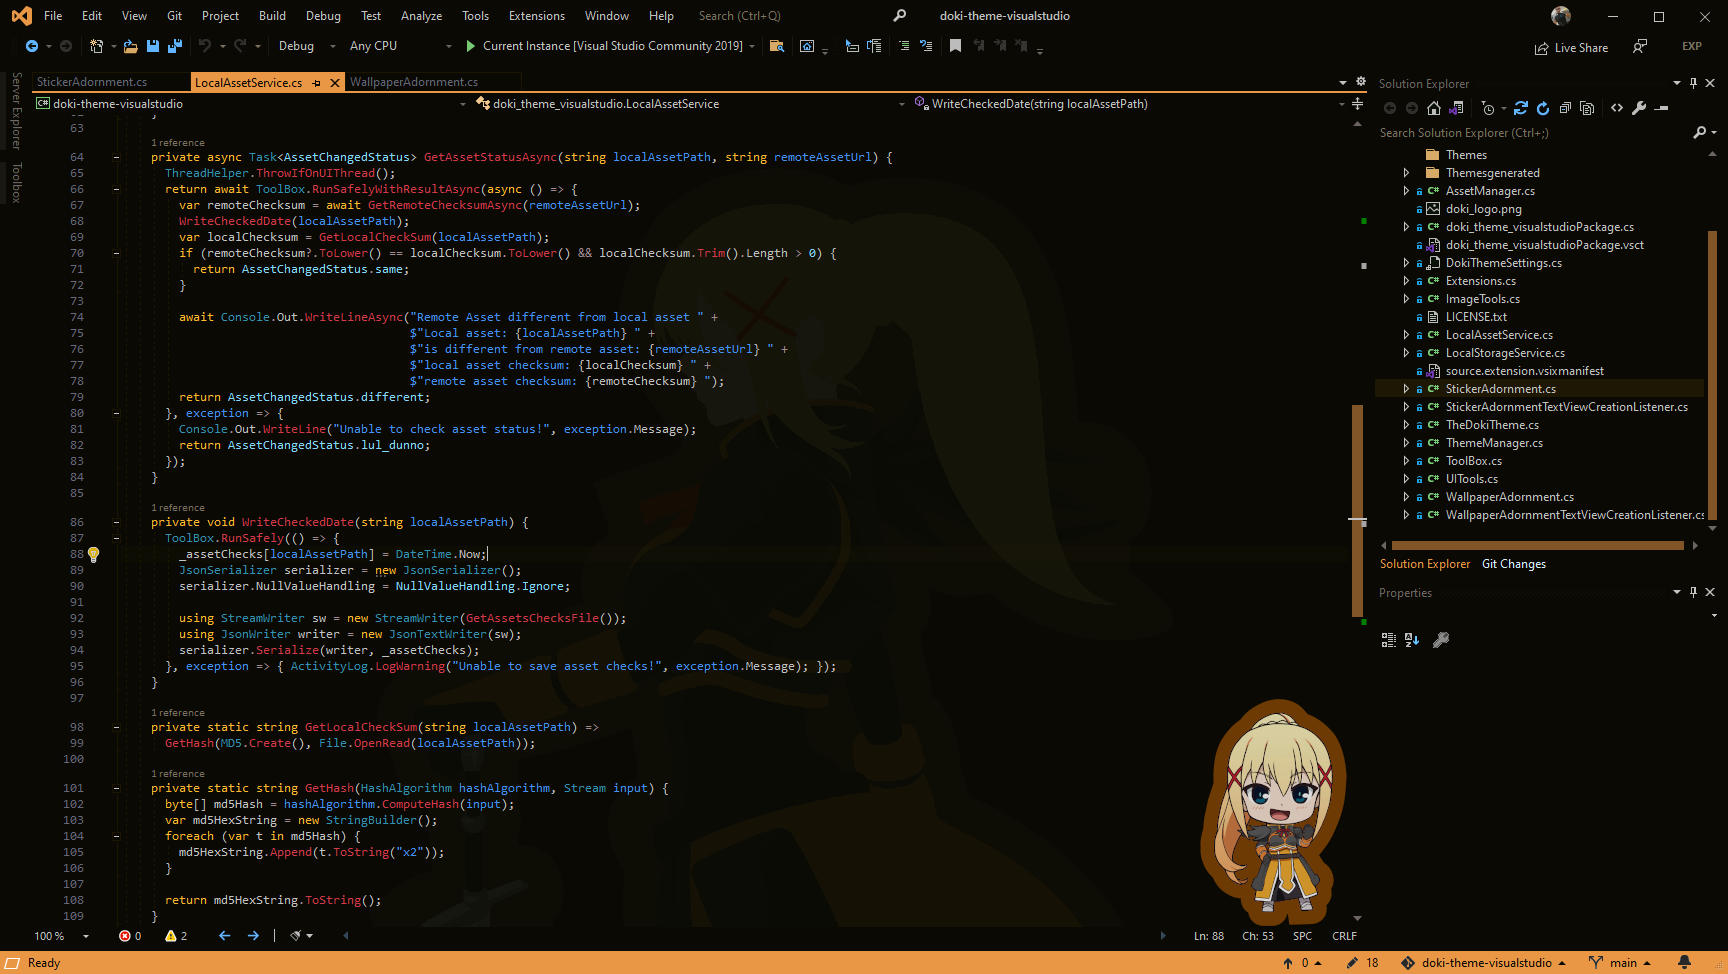 File Edit View Git Project Build Debug Test Analyze Tools Extensions Window Help Search (Ctrl+Q) doki-theme-visualstudio
Debug Any CPU Current Instance [Visual Studio Community 2019] Live Share EXP
Server Explorer
Toolbox
StickerAdornment.cs LocalAssetService.cs WallpaperAdornment.cs
doki-theme-visualstudio doki_theme_visualstudio.LocalAssetService WriteCheckedDate(string localAssetPath)
63
1 reference
64 private async Task<AssetChangedStatus> GetAssetStatusAsync(string localAssetPath, string remoteAssetUrl) {
65 ThreadHelper.ThrowIfOnUIThread();
66 return await ToolBox.RunSafelyWithResultAsync(async () => {
67 var remoteChecksum = await GetRemoteChecksumAsync(remoteAssetUrl);
68 WriteCheckedDate(localAssetPath);
69 var localChecksum = GetLocalCheckSum(localAssetPath);
70 if (remoteChecksum?.ToLower() == localChecksum.ToLower() && localChecksum.Trim().Length > 0) {
71 return AssetChangedStatus.same;
72 }
73
74 await Console.Out.WriteLineAsync("Remote Asset different from local asset " +
75 $"Local asset: {localAssetPath} " +
76 $"is different from remote asset: {remoteAssetUrl} " +
77 $"local asset checksum: {localChecksum} " +
78 $"remote asset checksum: {remoteChecksum} ");
79 return AssetChangedStatus.different;
80 }, exception => {
81 Console.Out.WriteLine("Unable to check asset status!", exception.Message);
82 return AssetChangedStatus.lul_dunno;
83 });
84 }
85
1 reference
86 private void WriteCheckedDate(string localAssetPath) {
87 ToolBox.RunSafely(() => {
88 _assetChecks[localAssetPath] = DateTime.Now;
89 JsonSerializer serializer = new JsonSerializer();
90 serializer.NullValueHandling = NullValueHandling.Ignore;
91
92 using StreamWriter sw = new StreamWriter(GetAssetsChecksFile());
93 using JsonWriter writer = new JsonTextWriter(sw);
94 serializer.Serialize(writer, _assetChecks);
95 }, exception => { ActivityLog.LogWarning("Unable to save asset checks!", exception.Message); });
96 }
97
1 reference
98 private static string GetLocalCheckSum(string localAssetPath) =>
99 GetHash(MD5.Create(), File.OpenRead(localAssetPath));
100
1 reference
101 private static string GetHash(HashAlgorithm hashAlgorithm, Stream input) {
102 byte[] md5Hash = hashAlgorithm.ComputeHash(input);
103 var md5HexString = new StringBuilder();
104 foreach (var t in md5Hash) {
105 md5HexString.Append(t.ToString("x2"));
106 }
107
108 return md5HexString.ToString();
109 }
100 % 0 2 Ln: 88 Ch: 53 SPC CRLF
Solution Explorer
Search Solution Explorer (Ctrl+;)
Themes
Themesgenerated
AssetManager.cs
doki_logo.png
doki_theme_visualstudioPackage.cs
doki_theme_visualstudioPackage.vsct
DokiThemeSettings.cs
Extensions.cs
ImageTools.cs
LICENSE.txt
LocalAssetService.cs
LocalStorageService.cs
source.extension.vsixmanifest
StickerAdornment.cs
StickerAdornmentTextViewCreationListener.cs
TheDokiTheme.cs
ThemeManager.cs
ToolBox.cs
UITools.cs
WallpaperAdornment.cs
WallpaperAdornmentTextViewCreationListener.cs
Solution Explorer Git Changes
Properties
Ready 0 18 doki-theme-visualstudio main